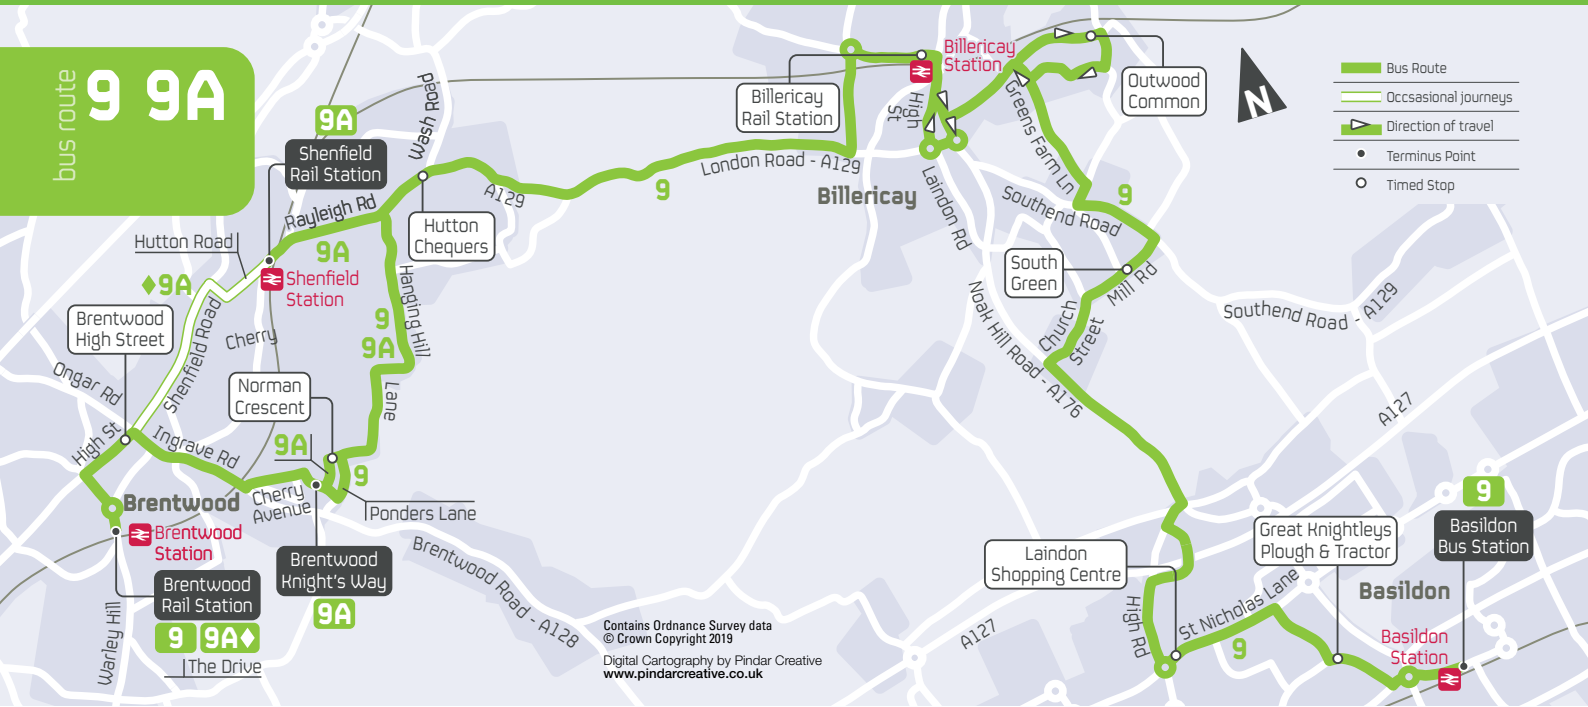 bus route
9 9A
9A
Shenfield
Rail Station
Wash Road
Rayleigh Rd
9A
Hutton Road
Shenfield
Station
♦9A
Brentwood
High Street
Shenfield Road
Cherry
Ongar Rd
Norman
Crescent
High St
Ingrave Rd
9A
9
Cherry
Avenue
Ponders Lane
Brentwood
Brentwood
Station
Brentwood
Rail Station
9 9A♦
The Drive
Warley Hill
Brentwood
Knight's Way
9A
Brentwood Road - A128
Hutton
Chequers
A129
Hanging Hill
Lane
9
9A
9
London Road - A129
Billericay
Rail Station
Billericay
Station
High
St
Billericay
Laindon Rd
Greens Farm Ln
Outwood
Common
9
Southend Road
South
Green
Mill Rd
Church
Street
Noak Hill Road - A176
Southend Road - A129
A127
N
Bus Route
Occsasional journeys
Direction of travel
Terminus Point
Timed Stop
Laindon
Shopping Centre
High Rd
A127
St Nicholas Lane
9
Great Knightleys
Plough & Tractor
9
Basildon
Bus Station
Basildon
Basildon
Station
Contains Ordnance Survey data
© Crown Copyright 2019
Digital Cartography by Pindar Creative
www.pindarcreative.co.uk